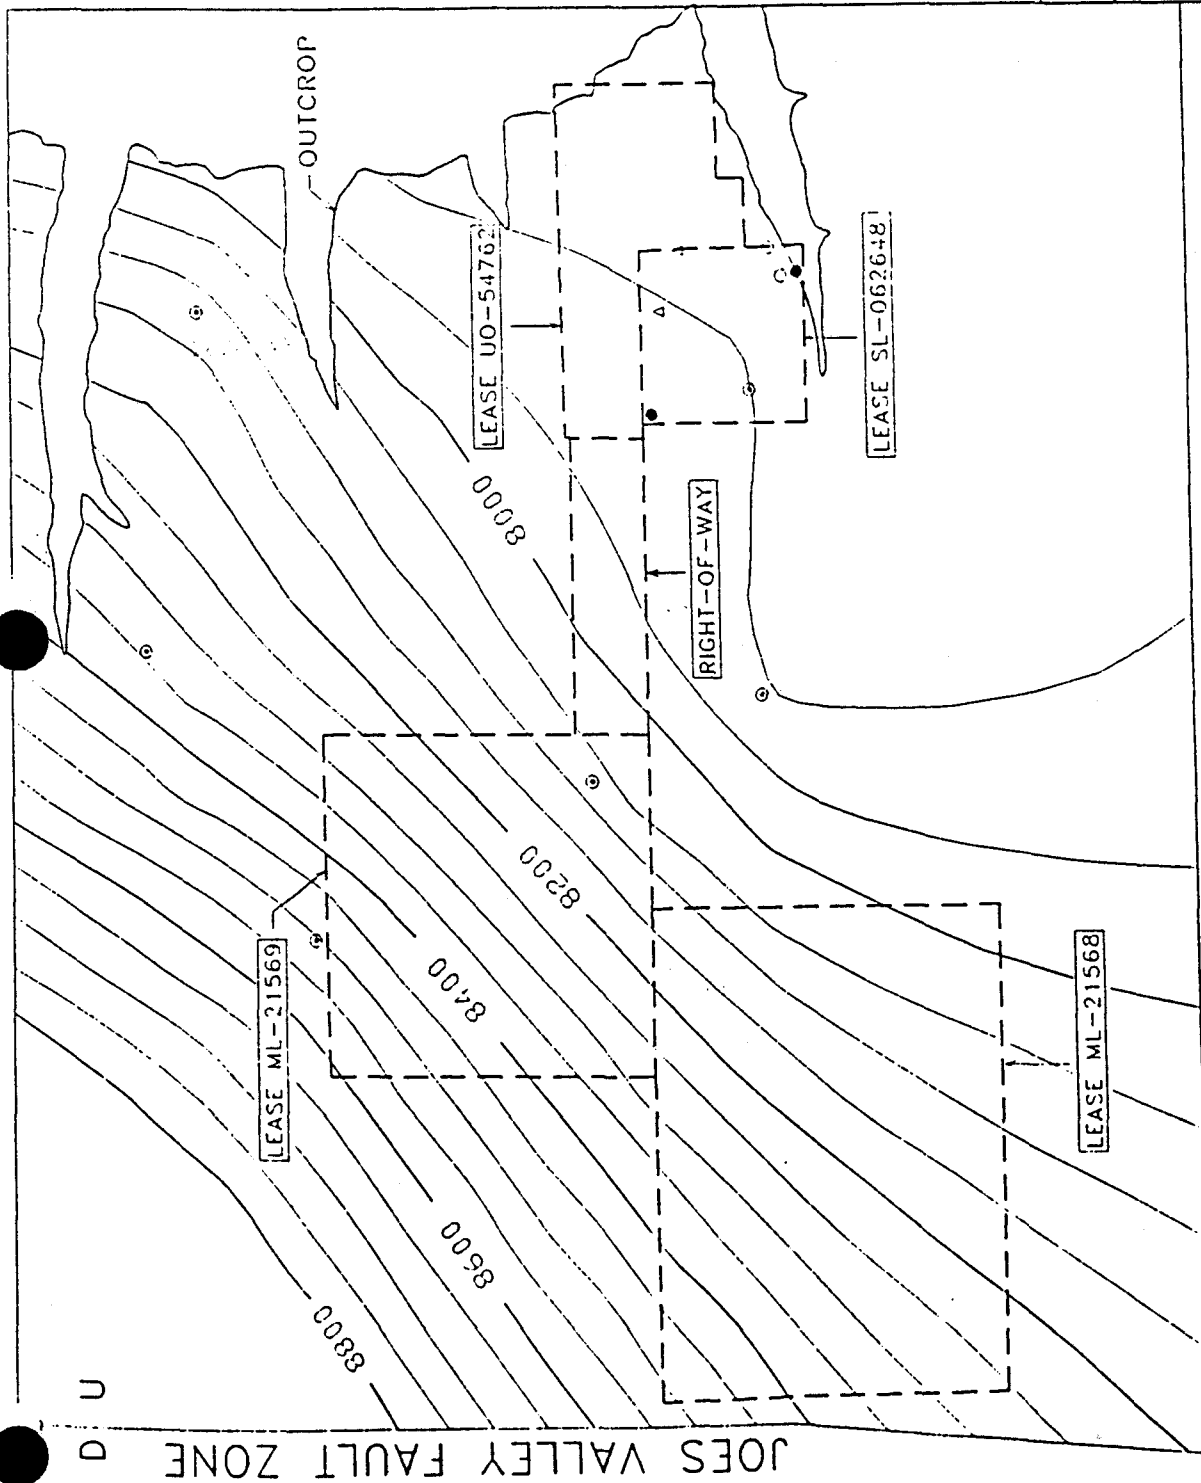 OUTCROP
LEASE UO-54762
LEASE SL-062648
RIGHT-OF-WAY
8000
8200
8400
8600
8800
LEASE ML-21569
LEASE ML-21568
U
D
JOES VALLEY FAULT ZONE